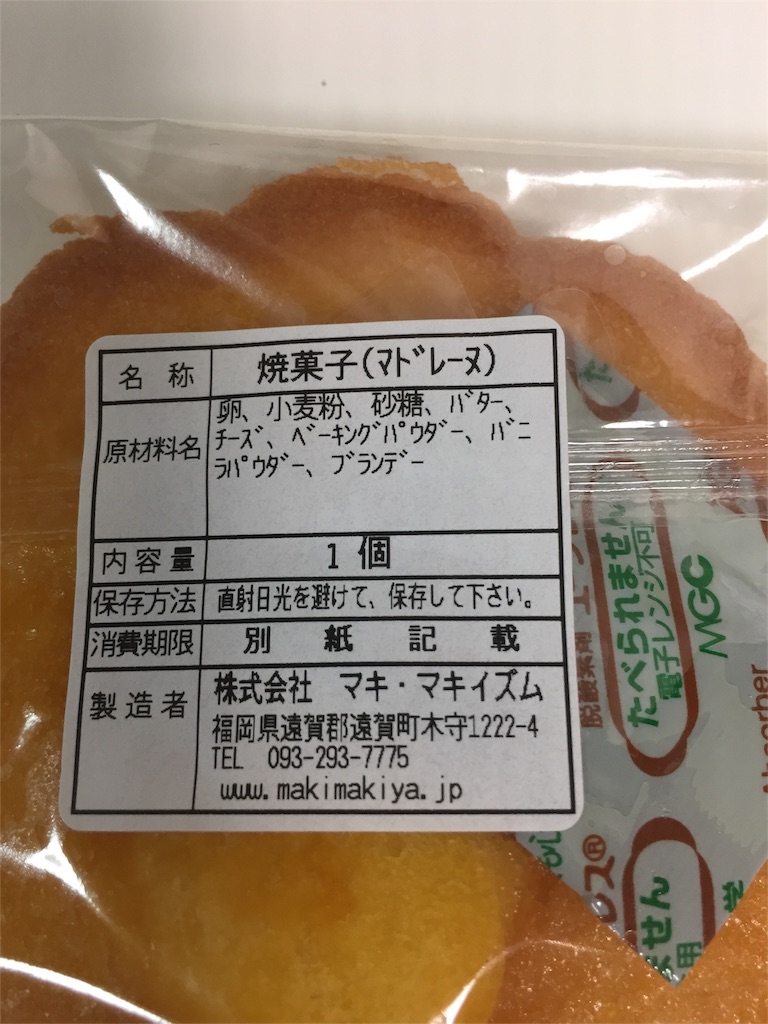 名称 焼菓子(ﾏﾄﾞﾚｰﾇ)
原材料名 卵、小麦粉、砂糖、ﾊﾞﾀｰ、
ﾁｰｽﾞ、ﾍﾞｰｷﾝｸﾞﾊﾟｳﾀﾞｰ、ﾊﾞﾆ
ﾗﾊﾟｳﾀﾞｰ、ﾌﾞﾗﾝﾃﾞｰ
内容量 1個
保存方法 直射日光を避けて、保存して下さい。
消費期限 別紙記載
製造者 株式会社 マキ・マキイズム
福岡県遠賀郡遠賀町木守1222-4
TEL 093-293-7775
www.makimakiya.jp
脱酸素剤
たべられません
電子レンジ不可
MGC
Absorber
レス®
ません